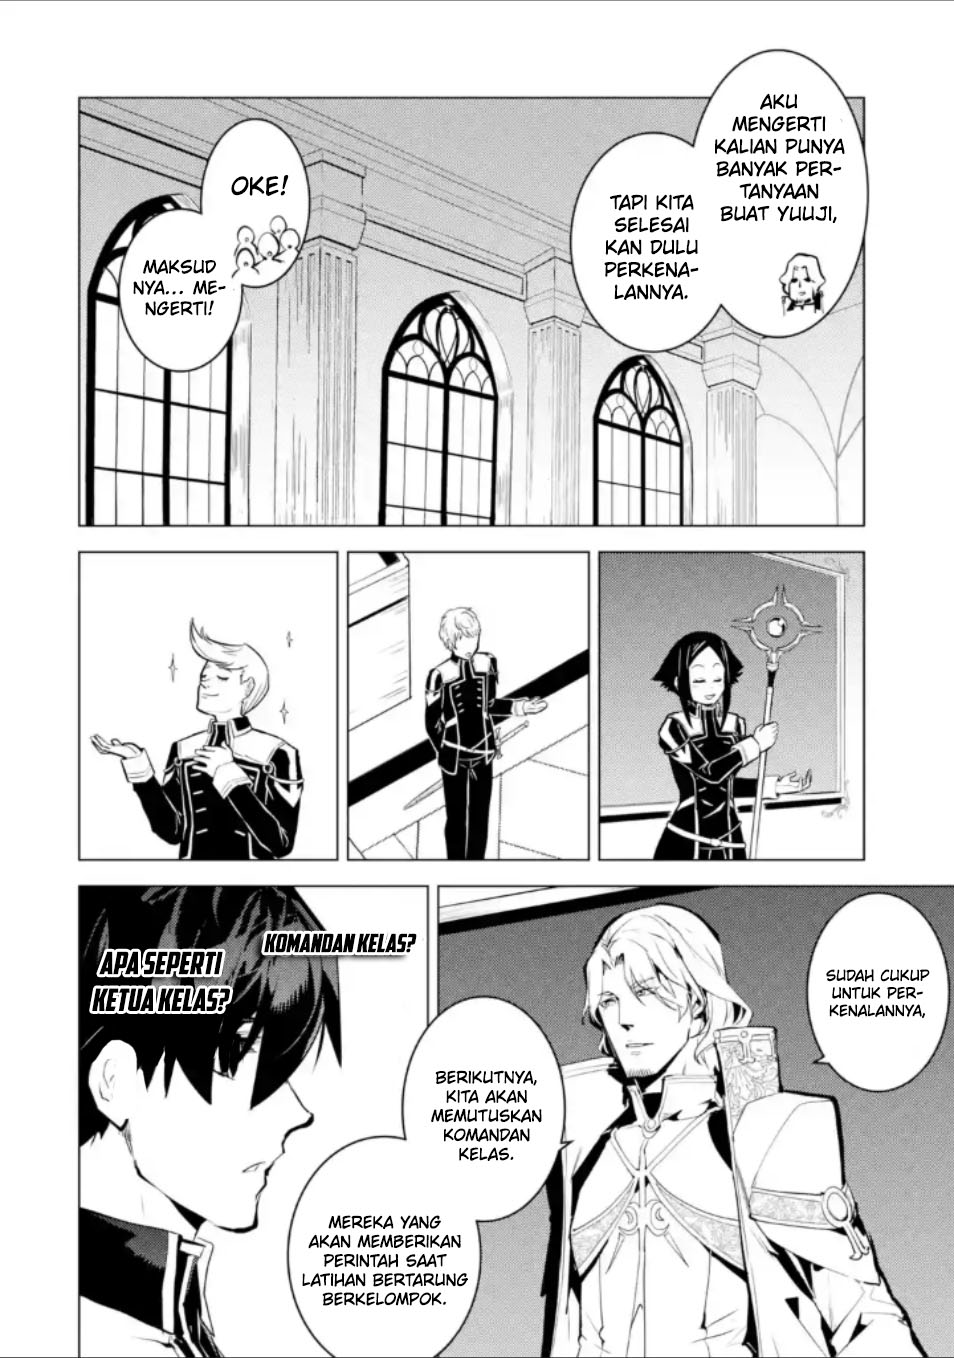 AKU
MENGERTI
KALIAN PUNYA
BANYAK PER-
TANYAAN
BUAT YUUJI,
TAPI KITA
SELESAI
KAN DULU
PERKENA-
LANNYA.
OKE!
MAKSUD
NYA... ME-
NGERTI!
SUDAH CUKUP
UNTUK PER-
KENALANNYA,
BERIKUTNYA,
KITA AKAN
MEMUTUSKAN
KOMANDAN
KELAS.
MEREKA YANG
AKAN MEMBERIKAN
PERINTAH SAAT
LATIHAN BERTARUNG
BERKELOMPOK.
KOMANDAN KELAS?
APA SEPERTI
KETUA KELAS?